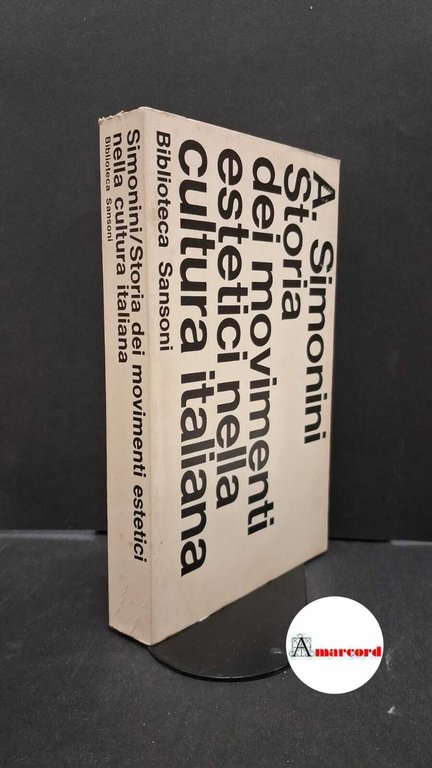 A. Simonini
Storia
dei movimenti
estetici nella
cultura italiana
Biblioteca Sansoni
Simonini/Storia dei movimenti estetici
nella cultura italiana
Biblioteca Sansoni
Amarcord